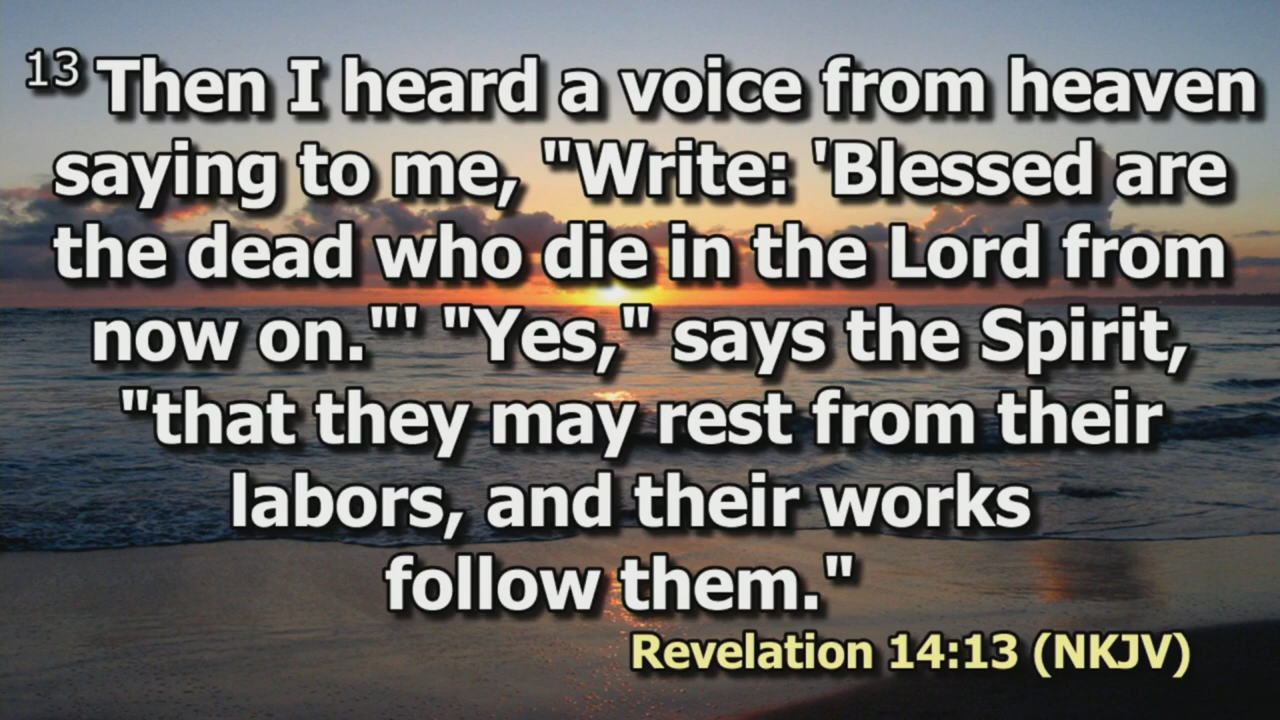 13 Then I heard a voice from heaven
saying to me, "Write: 'Blessed are
the dead who die in the Lord from
now on."' "Yes," says the Spirit,
"that they may rest from their
labors, and their works
follow them."
Revelation 14:13 (NKJV)